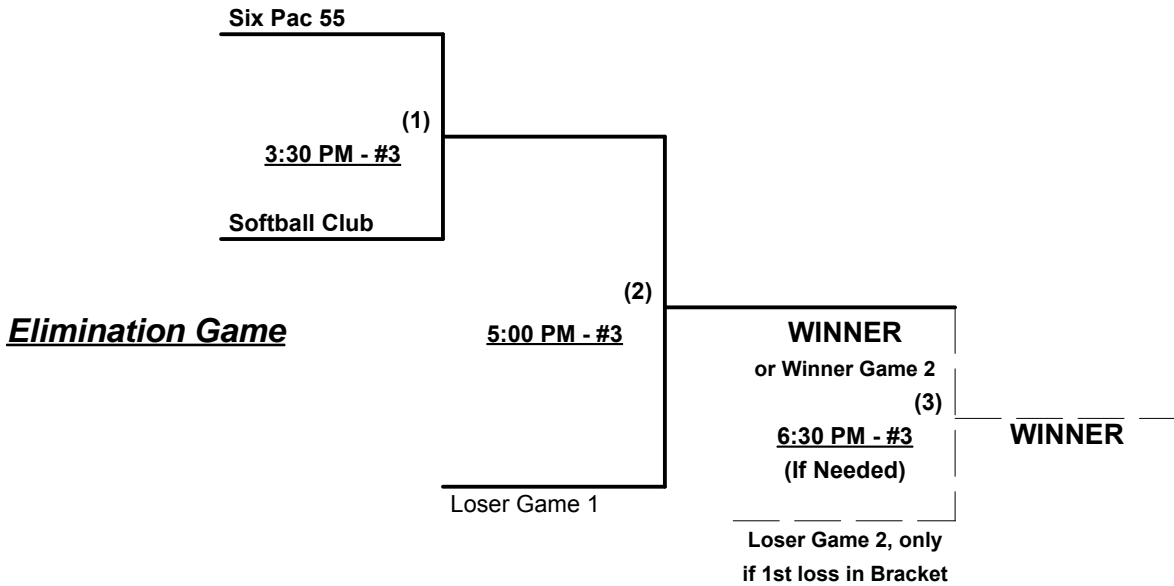 Six Pac 55
(1)
3:30 PM - #3
Softball Club
(2)
Elimination Game
5:00 PM - #3
WINNER
or Winner Game 2
(3)
6:30 PM - #3
WINNER
(If Needed)
Loser Game 1
Loser Game 2, only
if 1st loss in Bracket